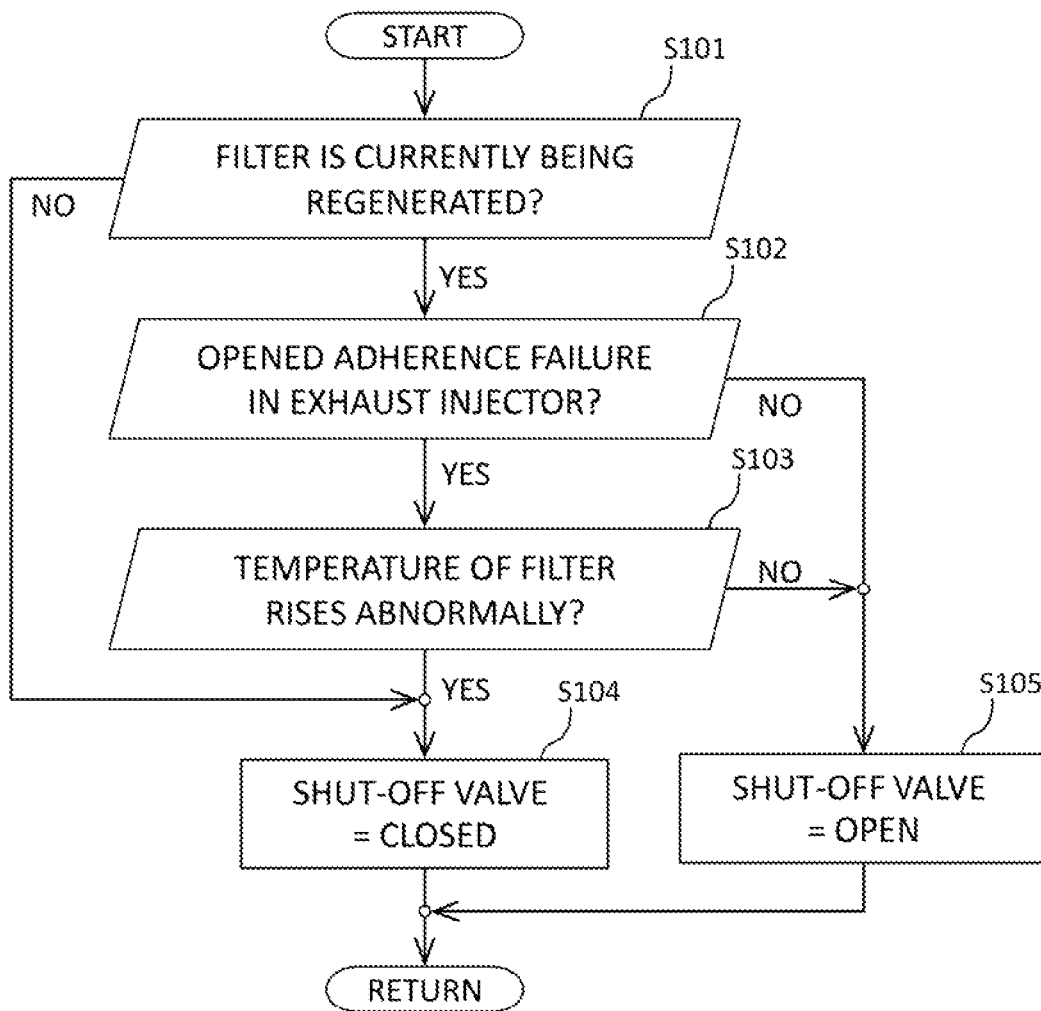 START
S101
FILTER IS CURRENTLY BEING
REGENERATED?
NO
YES
S102
OPENED ADHERENCE FAILURE
IN EXHAUST INJECTOR?
NO
YES
S103
TEMPERATURE OF FILTER
RISES ABNORMALLY?
NO
YES
S104
SHUT-OFF VALVE
= CLOSED
S105
SHUT-OFF VALVE
= OPEN
RETURN